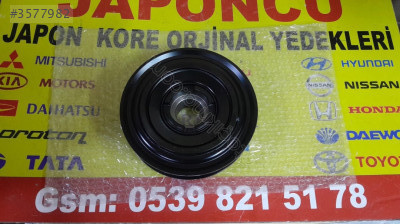 #3577982
JAPONCU
JAPON KORE ORJİNAL YEDEKLERİ
MITSUBISHI
HYUNDAI
KIA MOTORS
NISSAN
DAIHATSU
HONDA
proton
DAEWOO
TATA
TOYOTA
Gsm: 0539 821 51 78